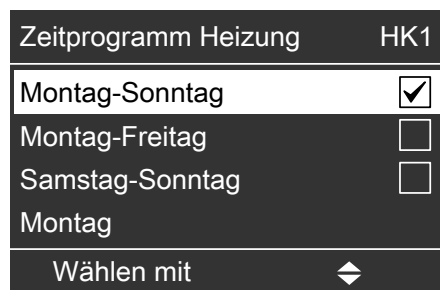 Zeitprogramm Heizung HK1
Montag-Sonntag
Montag-Freitag
Samstag-Sonntag
Montag
Wählen mit